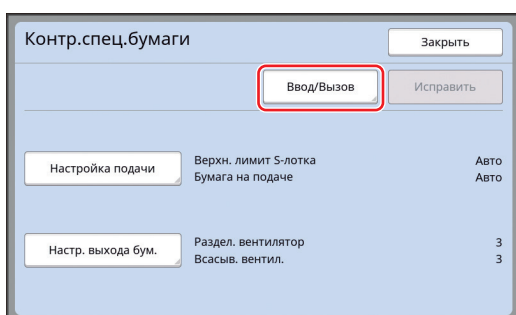 Контр.спец.бумаги
Закрыть
Ввод/Вызов
Исправить
Настройка подачи
Верхн. лимит S-лотка Авто
Бумага на подаче Авто
Настр. выхода бум.
Раздел. вентилятор 3
Всасыв. вентил. 3